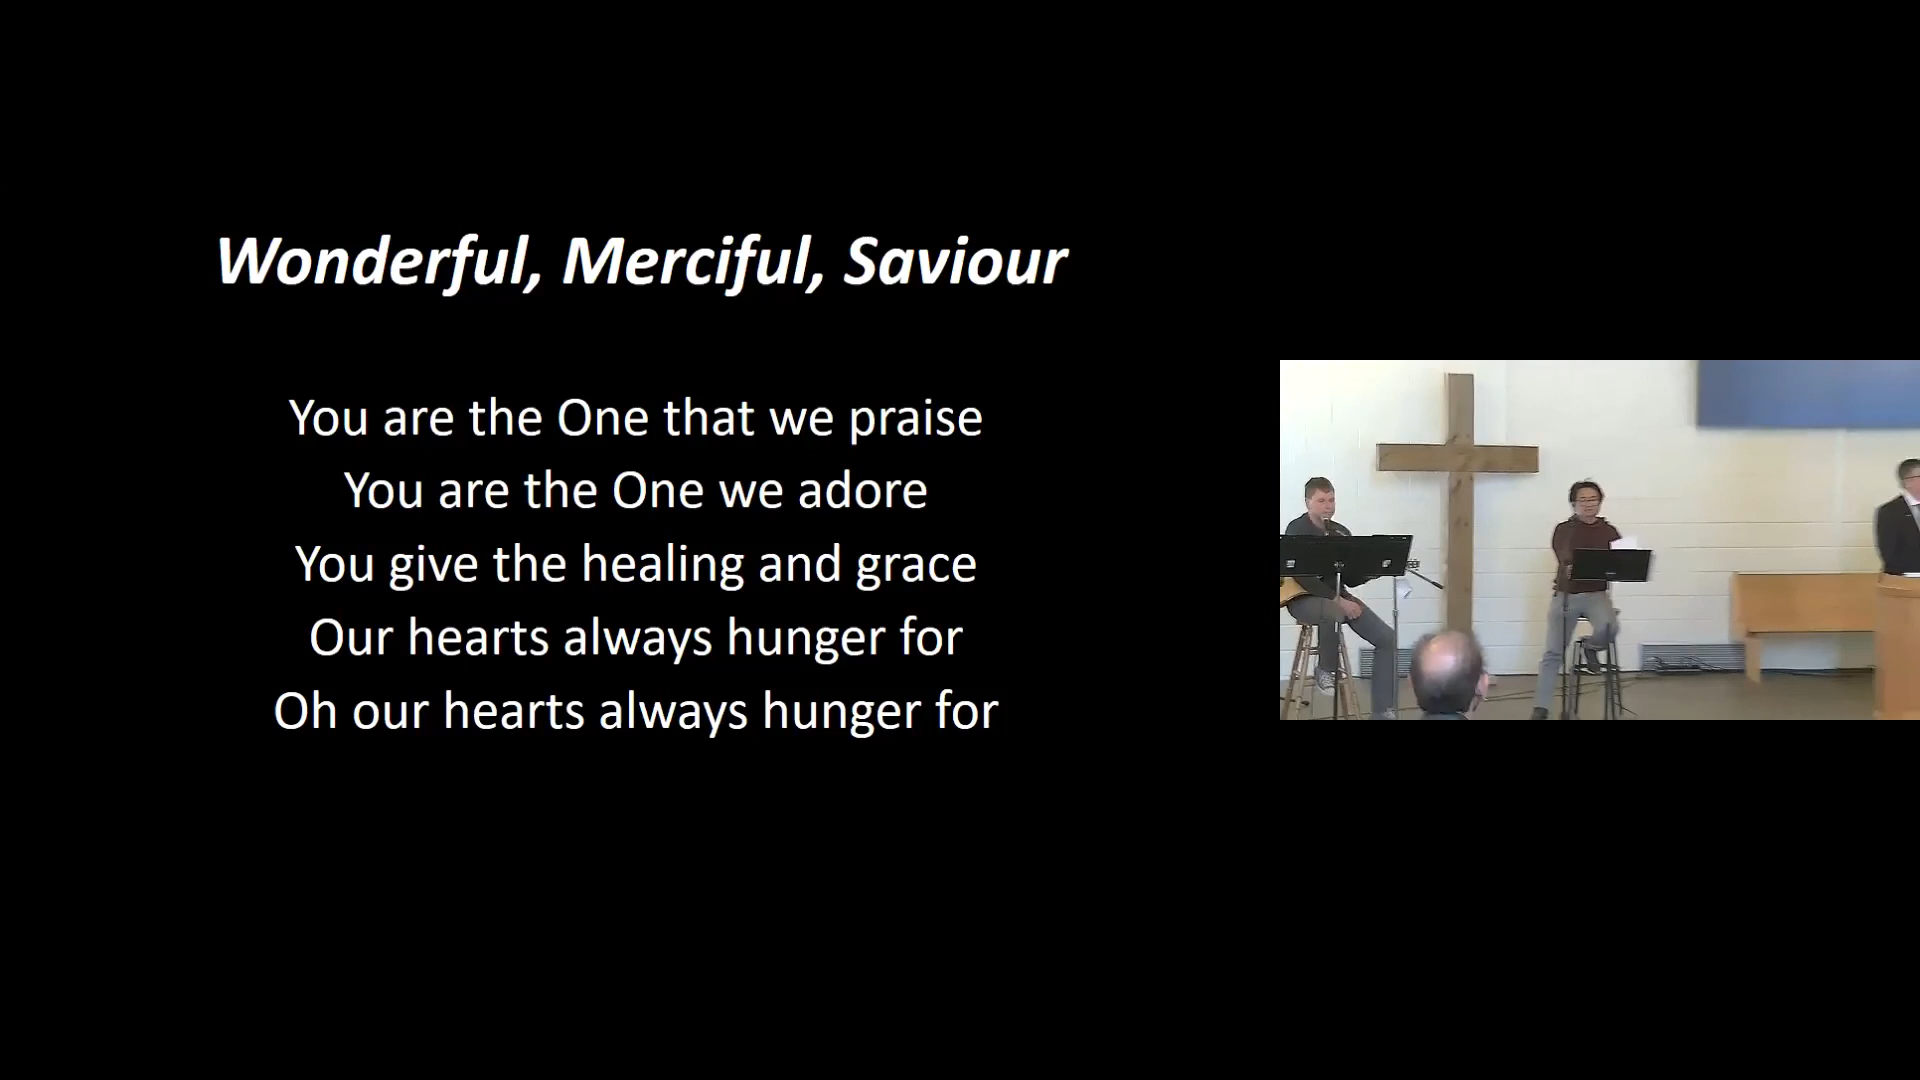 Wonderful, Merciful, Saviour
You are the One that we praise
You are the One we adore
You give the healing and grace
Our hearts always hunger for
Oh our hearts always hunger for